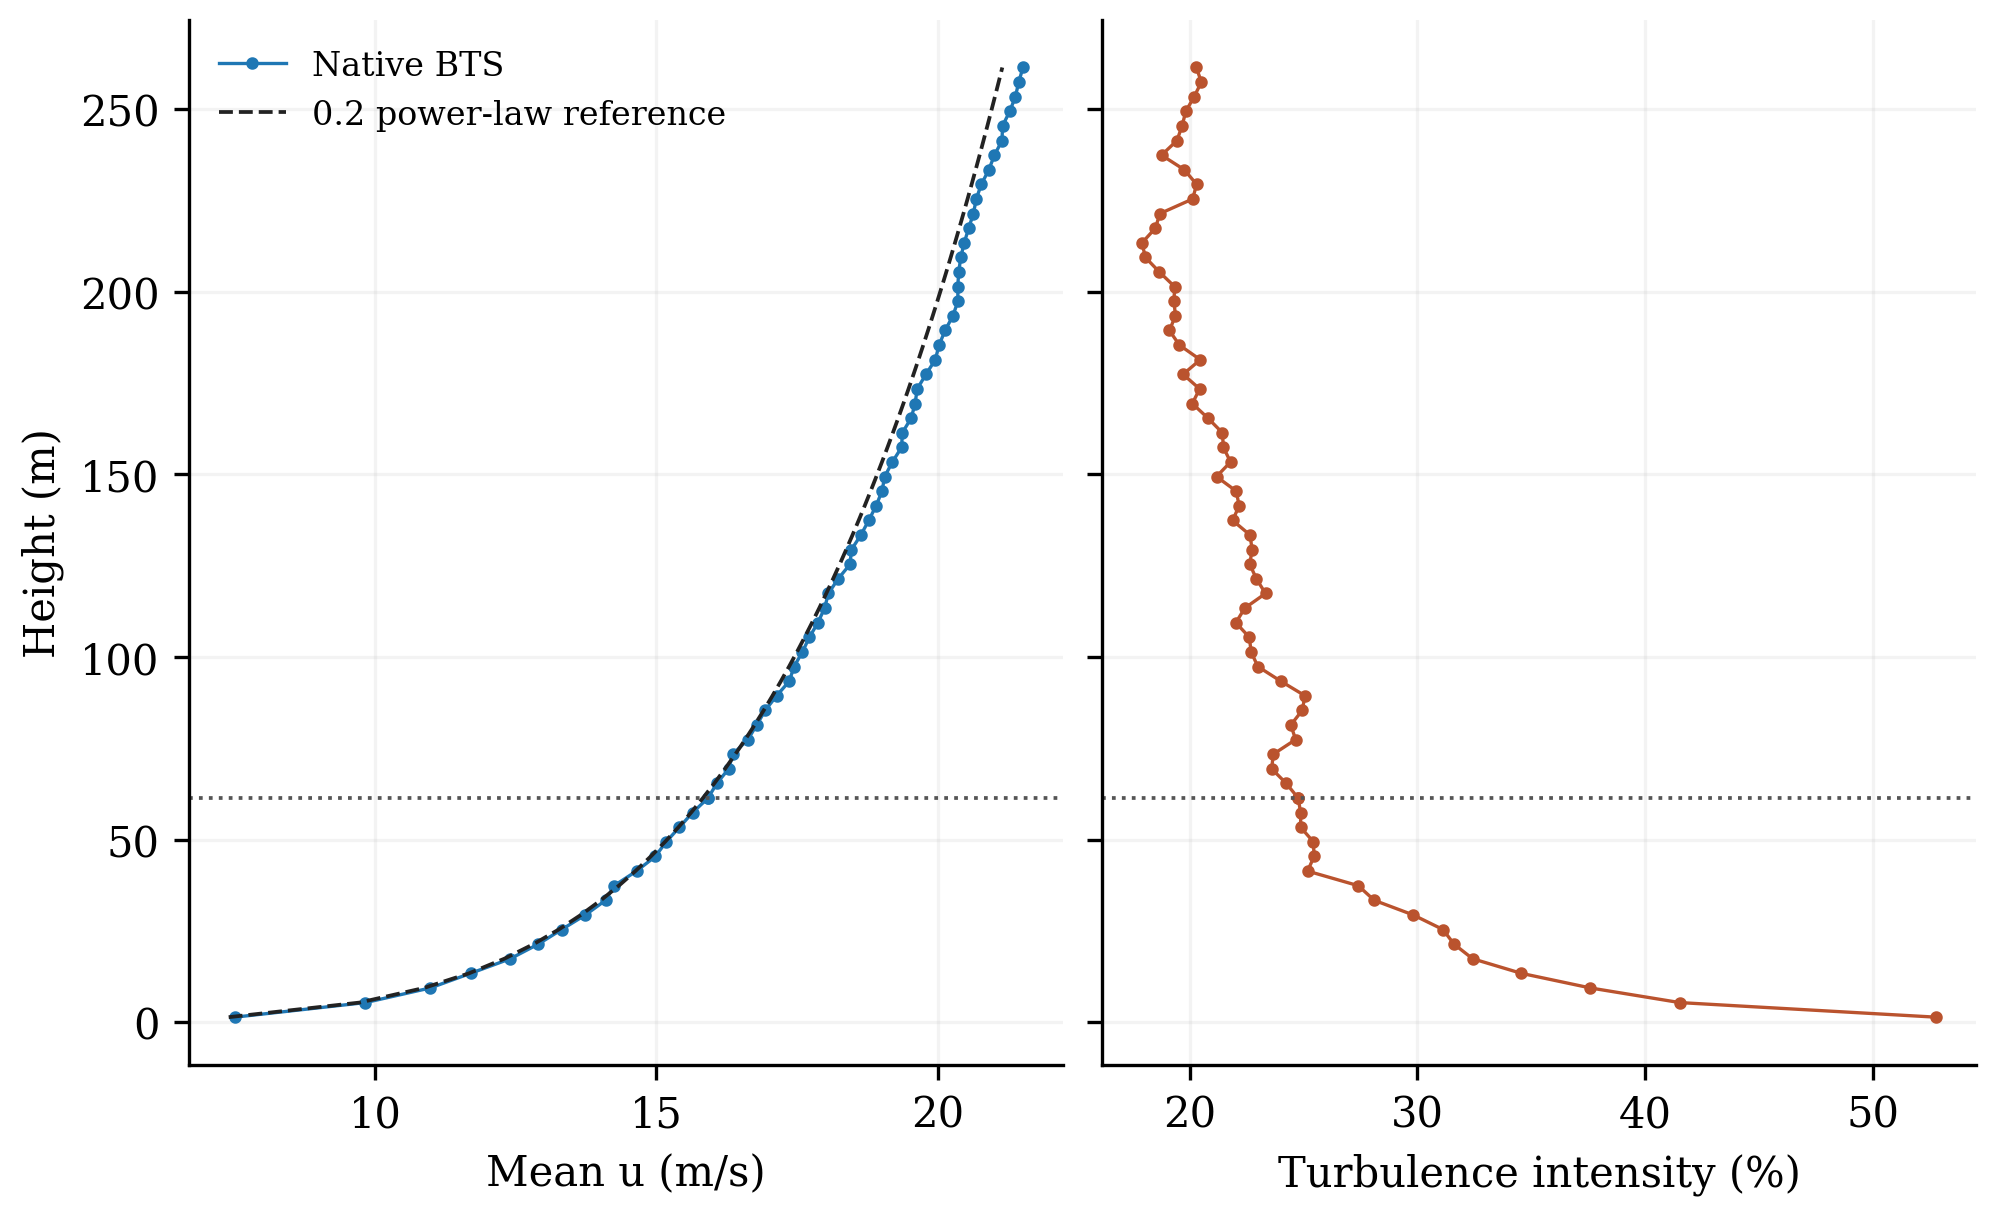 Native BTS
0.2 power-law reference
Height (m)
250
200
150
100
50
0
10 15 20
Mean u (m/s)
20 30 40 50
Turbulence intensity (%)